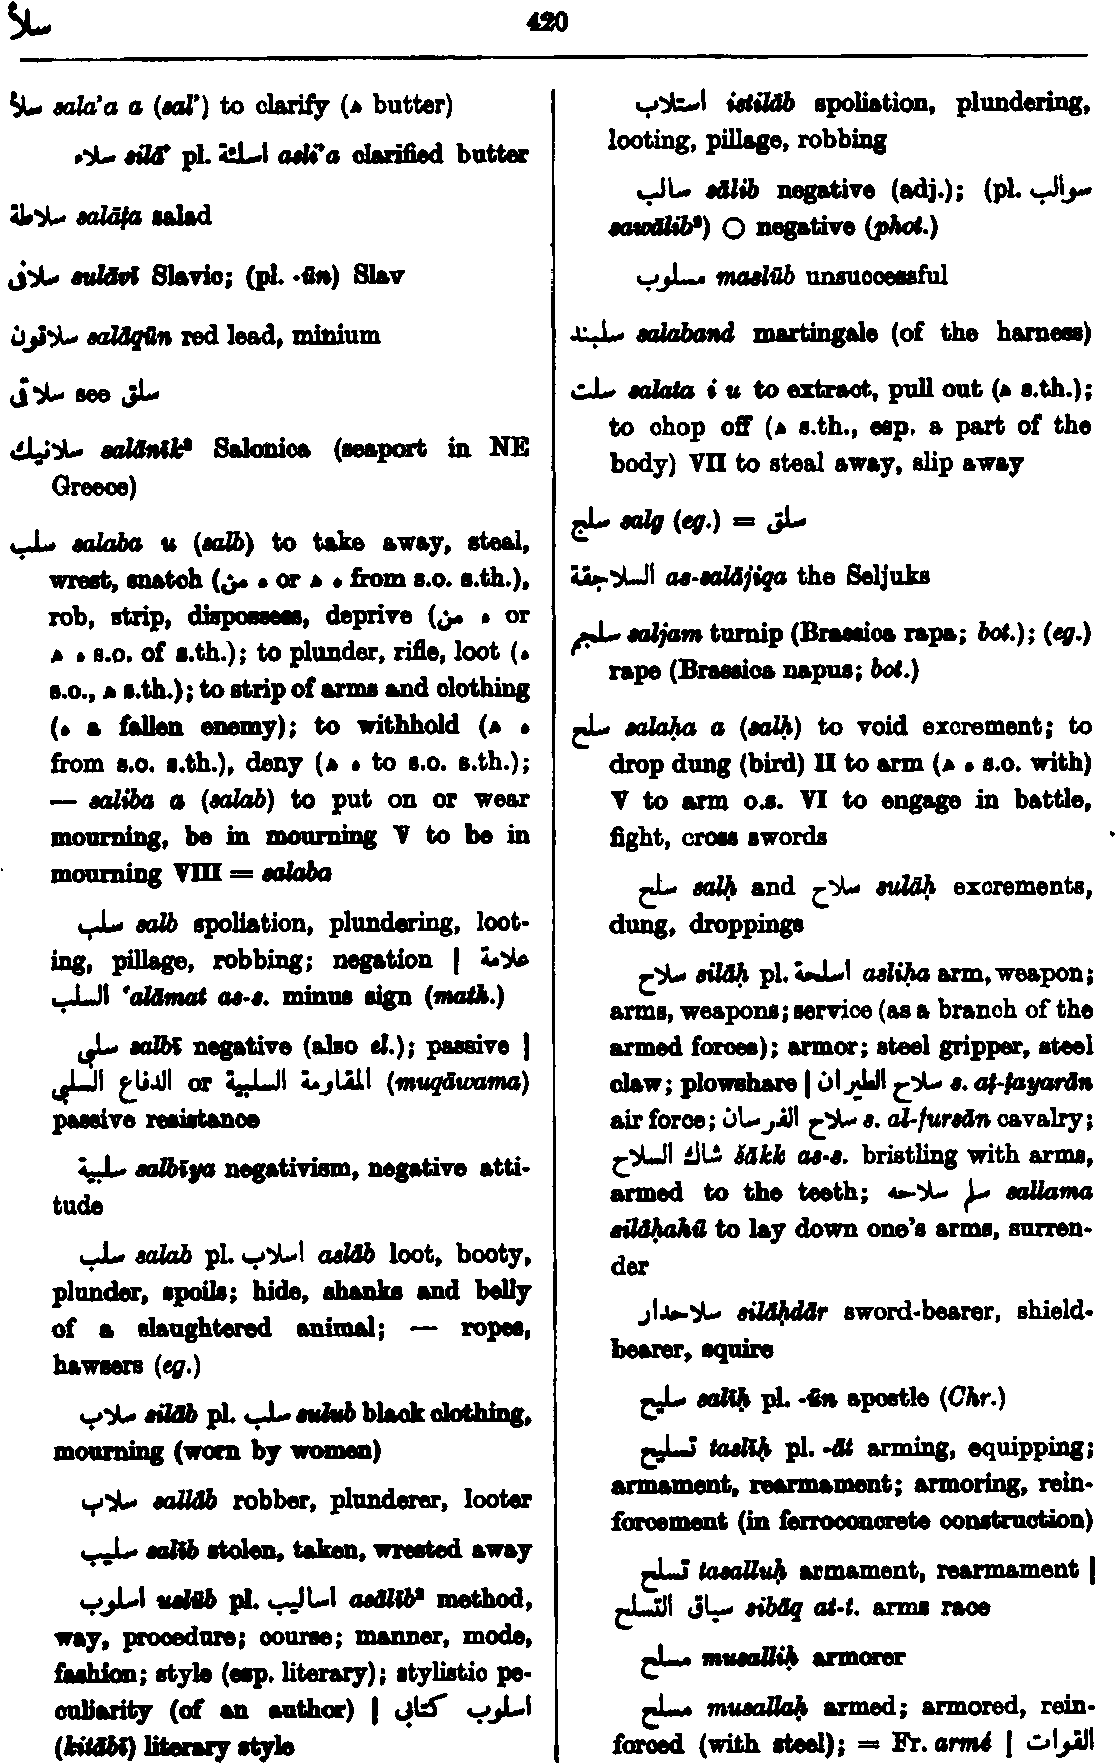 سلأ
420
سلأ sala’a a (sal’) to clarify (ه butter)
سلاء silā’ pl. اسلئة asli’a clarified butter
سلاطة salāṭa salad
سلافى sulāvī Slavic; (pl. -ūn) Slav
سلاقون salāqūn red lead, minium
سلاقى see سلق
سلانيك salānīk² Salonica (seaport in NE
Greece)
سلب salaba u (salb) to take away, steal,
wrest, snatch (من ه or ه ه from s.o. s.th.),
rob, strip, dispossess, deprive (من ه or
ه ه s.o. of s.th.); to plunder, rifle, loot (ه
s.o., ه s.th.); to strip of arms and clothing
(ه a fallen enemy); to withhold (ه ه
from s.o. s.th.), deny (ه ه to s.o. s.th.);
— saliba a (salab) to put on or wear
mourning, be in mourning V to be in
mourning VIII = salaba
سلب salb spoliation, plundering, loot-
ing, pillage, robbing; negation | علامة
السلب ‘alāmat as-s. minus sign (math.)
سلبى salbī negative (also el.); passive |
المقاومة السلبية or الدفاع السلبى (muqāwama)
passive resistance
سلبية salbīya negativism, negative atti-
tude
سلب salab pl. اسلاب aslāb loot, booty,
plunder, spoils; hide, shanks and belly
of a slaughtered animal; — ropes,
hawsers (eg.)
سلاب silāb pl. سلب sulub black clothing,
mourning (worn by women)
سلاب sallāb robber, plunderer, looter
سليب salīb stolen, taken, wrested away
اسلوب uslūb pl. اساليب asālīb² method,
way, procedure; course; manner, mode,
fashion; style (esp. literary); stylistic pe-
culiarity (of an author) | اسلوب كتابى
(kitābī) literary style
استلاب istilāb spoliation, plundering,
looting, pillage, robbing
سالب sālib negative (adj.); (pl. سوالب
sawālib²) ○ negative (phot.)
مسلوب maslūb unsuccessful
سلبند salaband martingale (of the harness)
سلت salata i u to extract, pull out (ه s.th.);
to chop off (ه s.th., esp. a part of the
body) VII to steal away, slip away
سلج salg (eg.) = سلق
السلاجقة as-salājiqa the Seljuks
سلجم saljam turnip (Brassica rapa; bot.); (eg.)
rape (Brassica napus; bot.)
سلح salaḥa a (salḥ) to void excrement; to
drop dung (bird) II to arm (ه ه s.o. with)
V to arm o.s. VI to engage in battle,
fight, cross swords
سلح salḥ and سلاح sulāḥ excrements,
dung, droppings
سلاح silāḥ pl. اسلحة asliḥa arm, weapon;
arms, weapons; service (as a branch of the
armed forces); armor; steel gripper, steel
claw; plowshare | سلاح الطيران s. aṭ-ṭayarān
air force; سلاح الفرسان s. al-fursān cavalry;
شاك السلاح šākk as-s. bristling with arms,
armed to the teeth; سلم سلاحه sallama
silāḥahū to lay down one’s arms, surren-
der
سلاحدار silāḥdār sword-bearer, shield-
bearer, squire
سليح salīḥ pl. -ūn apostle (Chr.)
تسليح taslīḥ pl. -āt arming, equipping;
armament, rearmament; armoring, rein-
forcement (in ferroconcrete construction)
تسلح tasalluḥ armament, rearmament |
سباق التسلح sibāq at-t. arms race
مسلح musalliḥ armorer
مسلح musallaḥ armed; armored, rein-
forced (with steel); = Fr. armé | القوات